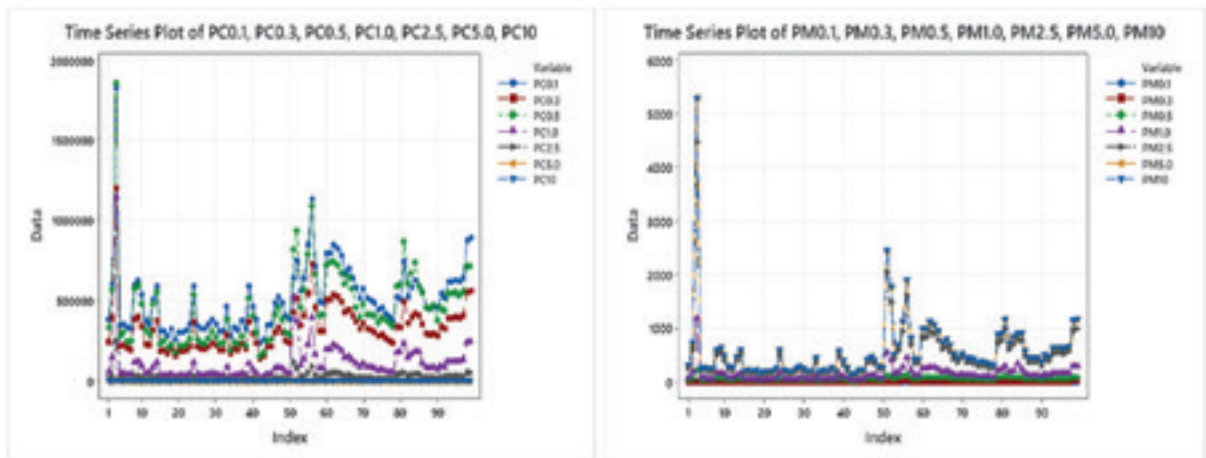 Time Series Plot of PC0.1, PC0.3, PC0.5, PC1.0, PC2.5, PC5.0, PC10
2000000
1500000
1000000
500000
0
Data
1 10 20 30 40 50 60 70 80 90
Index
Variable
PC0.1
PC0.3
PC0.5
PC1.0
PC2.5
PC5.0
PC10
Time Series Plot of PM0.1, PM0.3, PM0.5, PM1.0, PM2.5, PM5.0, PM10
6000
5000
4000
3000
2000
1000
0
Data
1 10 20 30 40 50 60 70 80 90
Index
Variable
PM0.1
PM0.3
PM0.5
PM1.0
PM2.5
PM5.0
PM10